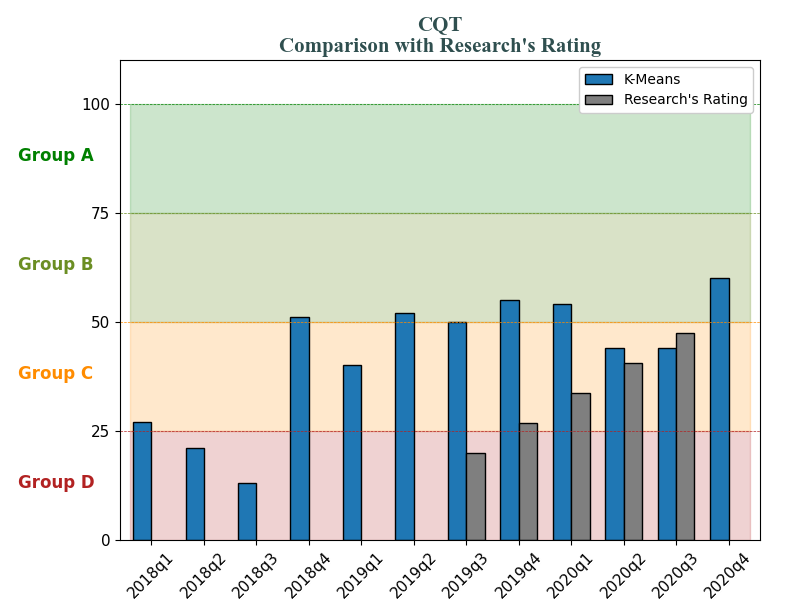 CQT
Comparison with Research's Rating
K-Means
Research's Rating
100
Group A
75
Group B
50
Group C
25
Group D
0
2018q1
2018q2
2018q3
2018q4
2019q1
2019q2
2019q3
2019q4
2020q1
2020q2
2020q3
2020q4